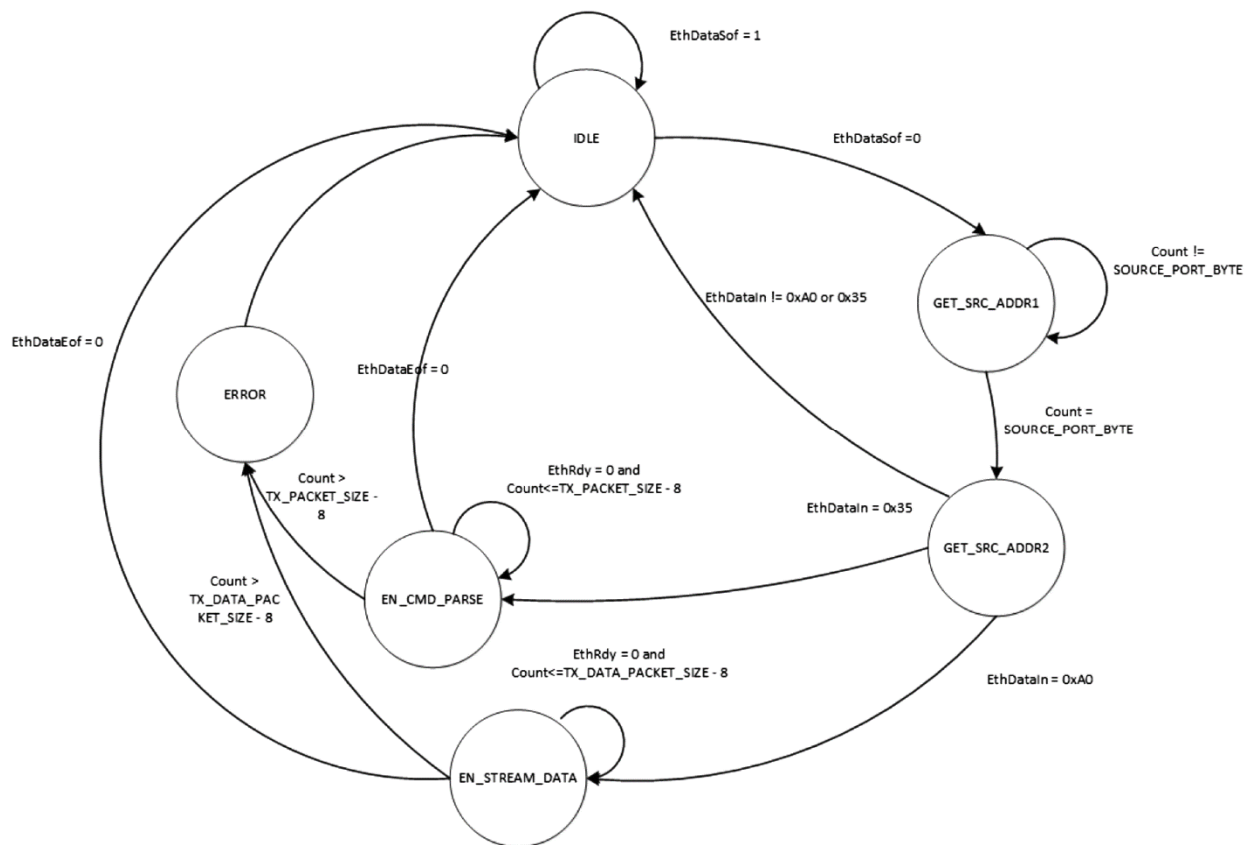 EthDataSof = 1
IDLE
EthDataSof =0
Count !=
SOURCE_PORT_BYTE
GET_SRC_ADDR1
EthDataIn != 0xA0 or 0x35
EthDataEof = 0
EthDataEof = 0
ERROR
Count =
SOURCE_PORT_BYTE
Count >
TX_PACKET_SIZE -
8
EthRdy = 0 and
Count<=TX_PACKET_SIZE - 8
EthDataIn = 0x35
GET_SRC_ADDR2
EN_CMD_PARSE
Count >
TX_DATA_PAC
KET_SIZE - 8
EthRdy = 0 and
Count<=TX_DATA_PACKET_SIZE - 8
EthDataIn = 0xA0
EN_STREAM_DATA